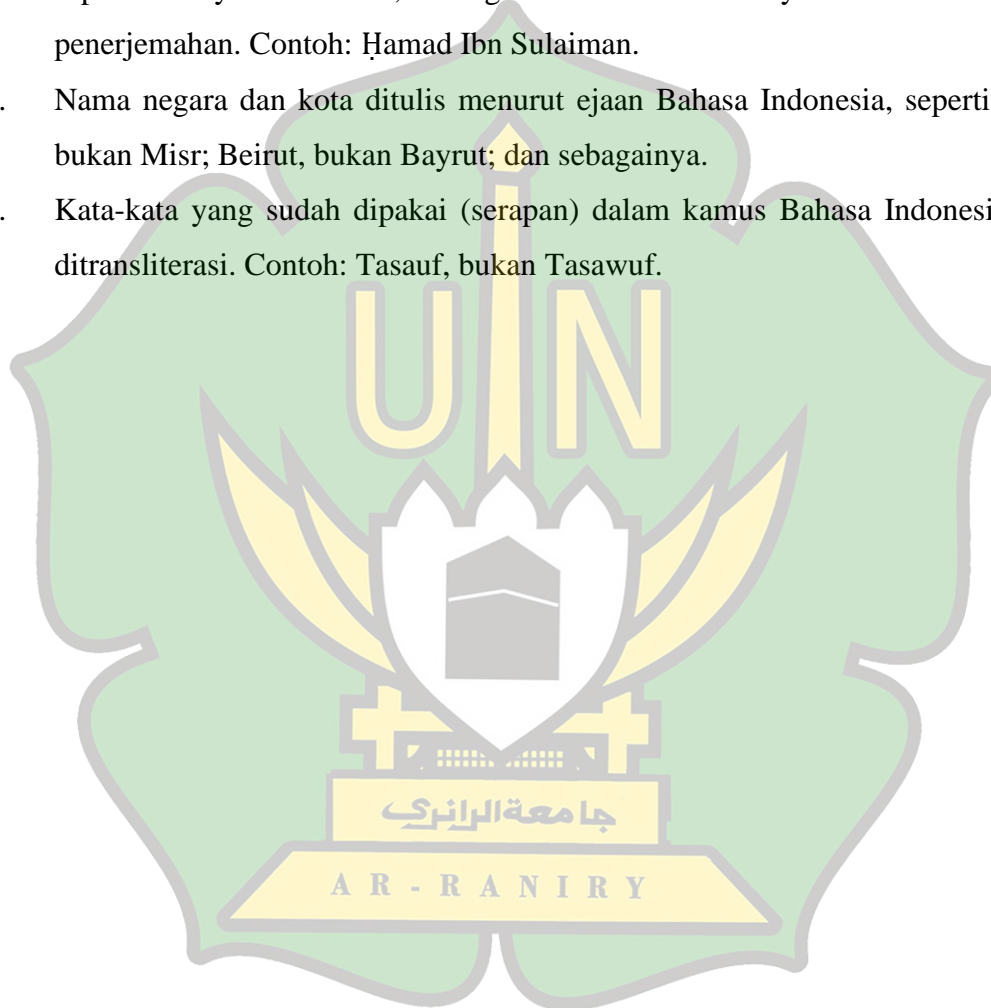 penerjemahan. Contoh: Ḥamad Ibn Sulaiman.
. Nama negara dan kota ditulis menurut ejaan Bahasa Indonesia, seperti
bukan Misr; Beirut, bukan Bayrut; dan sebagainya.
. Kata-kata yang sudah dipakai (serapan) dalam kamus Bahasa Indonesi
ditransliterasi. Contoh: Tasauf, bukan Tasawuf.
UIN
جامعة الرانري
AR-RANIRY